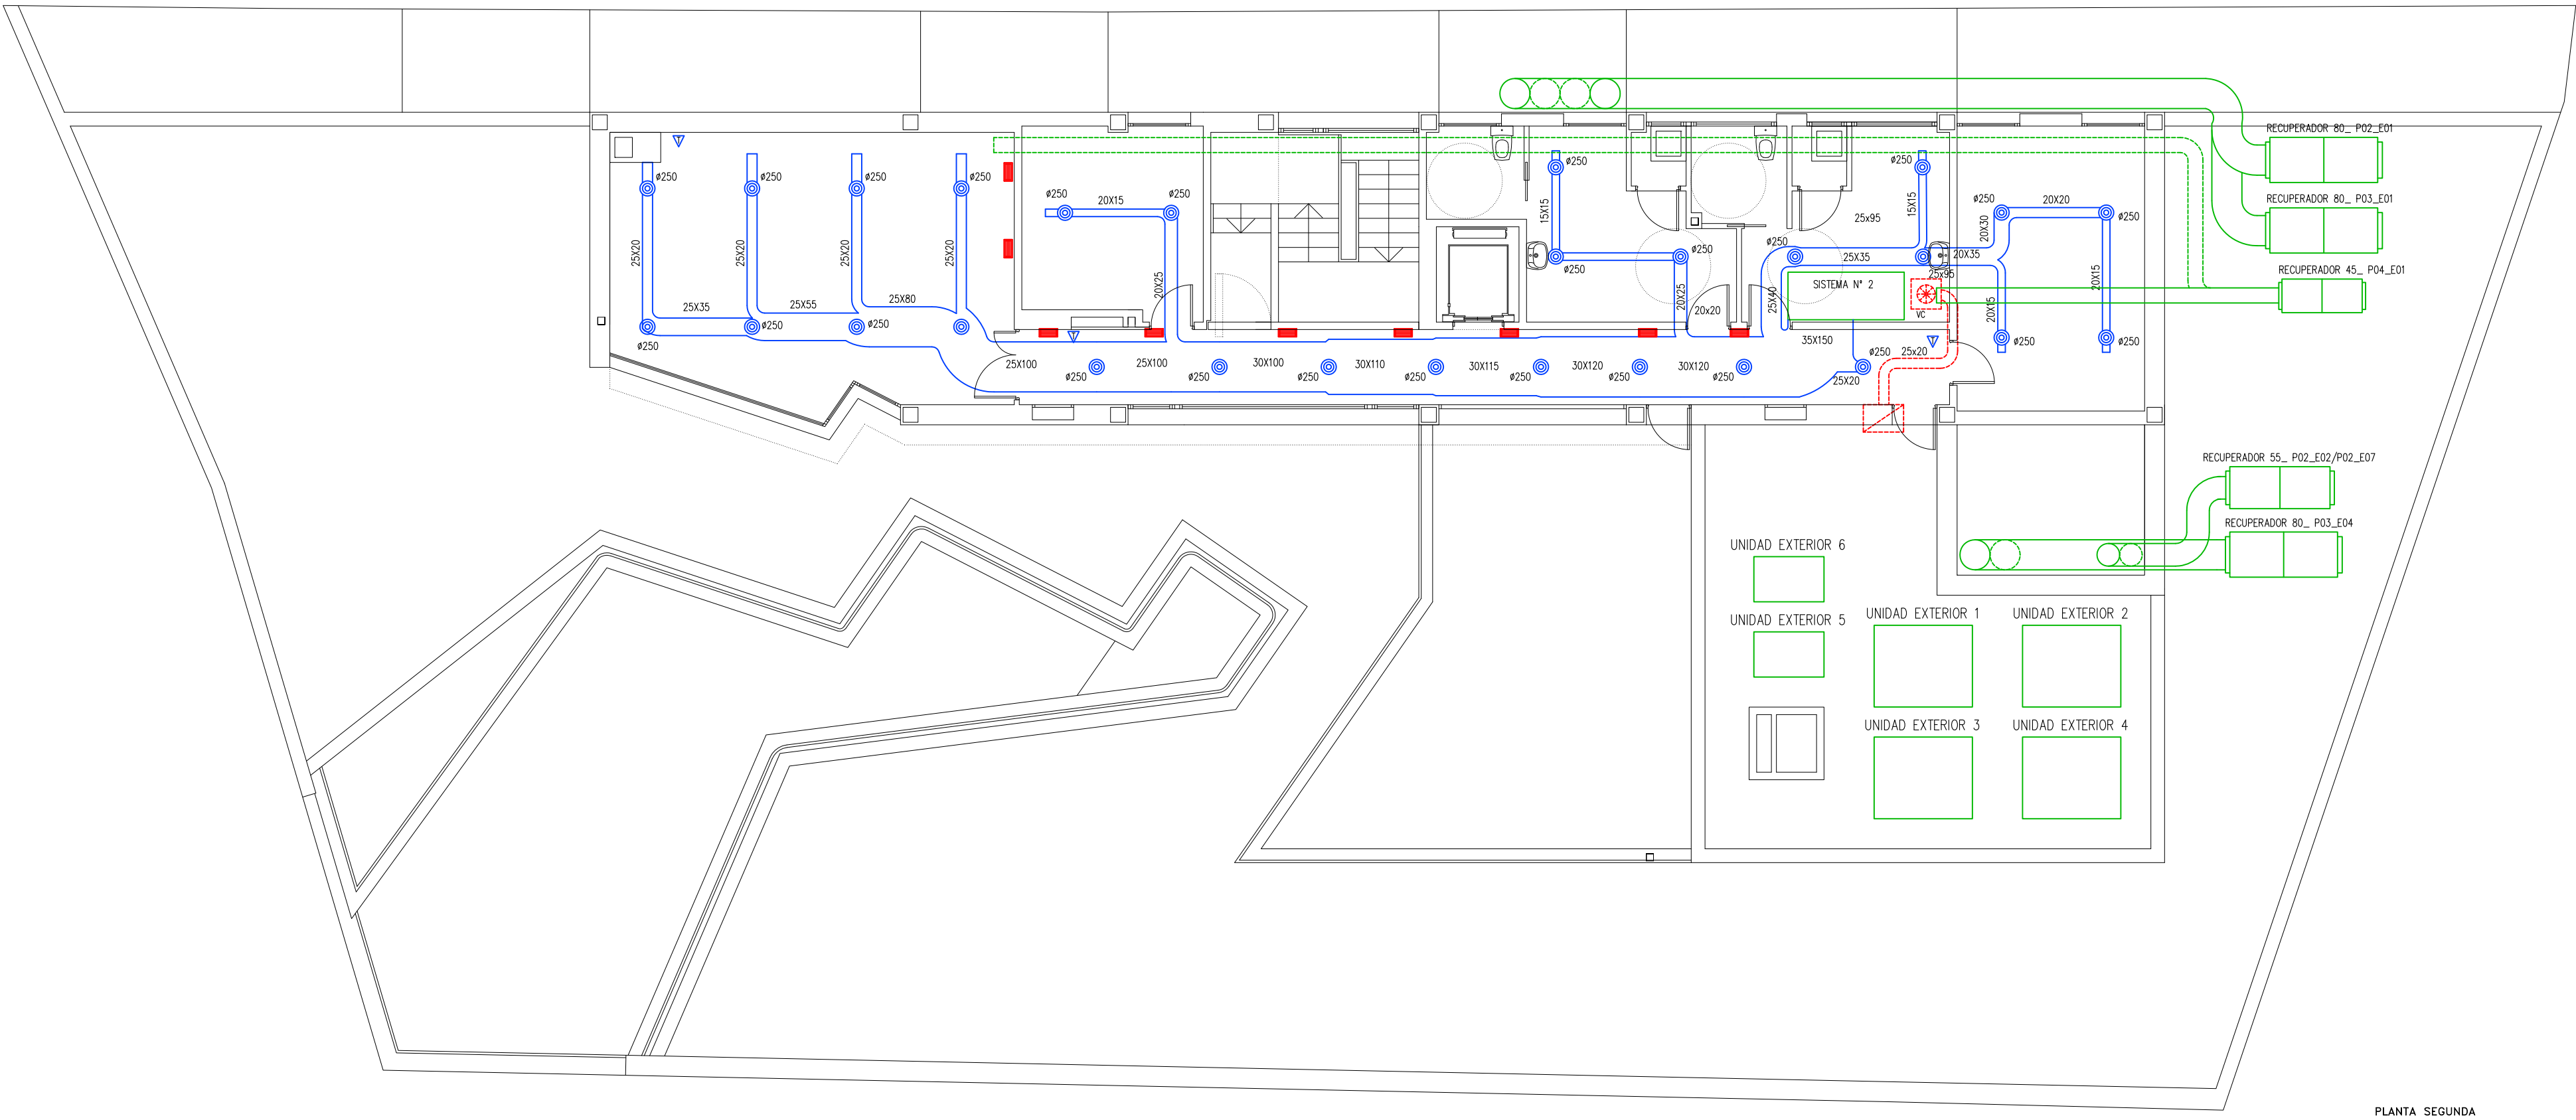 RECUPERADOR 80_ P02_E01
ø250
ø250
ø250
ø250
ø250
ø250
ø250
ø250
20X15
RECUPERADOR 80_ P03_E01
ø250
20X20
ø250
15X15
15X15
25x95
20X30
25X20
25X20
25X20
25X20
ø250
ø250
20X35
25X35
ø250
RECUPERADOR 45_ P04_E01
25x95
20X25
SISTEMA Nº 2
20X15
25X35
25X55
25X80
20X25
20x20
25X40
20X15
VC
ø250
ø250
ø250
ø250
ø250
35X150
ø250
25x20
25X100
25X100
30X100
30X110
30X115
30X120
30X120
ø250
ø250
ø250
ø250
ø250
ø250
ø250
25X20
RECUPERADOR 55_ P02_E02/P02_E07
RECUPERADOR 80_ P03_E04
UNIDAD EXTERIOR 6
UNIDAD EXTERIOR 5
UNIDAD EXTERIOR 1
UNIDAD EXTERIOR 2
UNIDAD EXTERIOR 3
UNIDAD EXTERIOR 4
PLANTA SEGUNDA